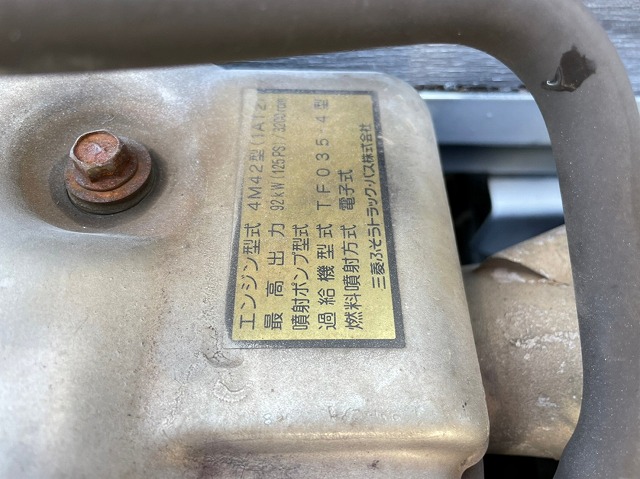 エンジン型式 4M42型(1A12
最高出力 92kW(125PS)/3200rpm
噴射ポンプ型式
過給機型式 TF035-4型
燃料噴射方式 電子式
三菱ふそうトラック・バス株式会社